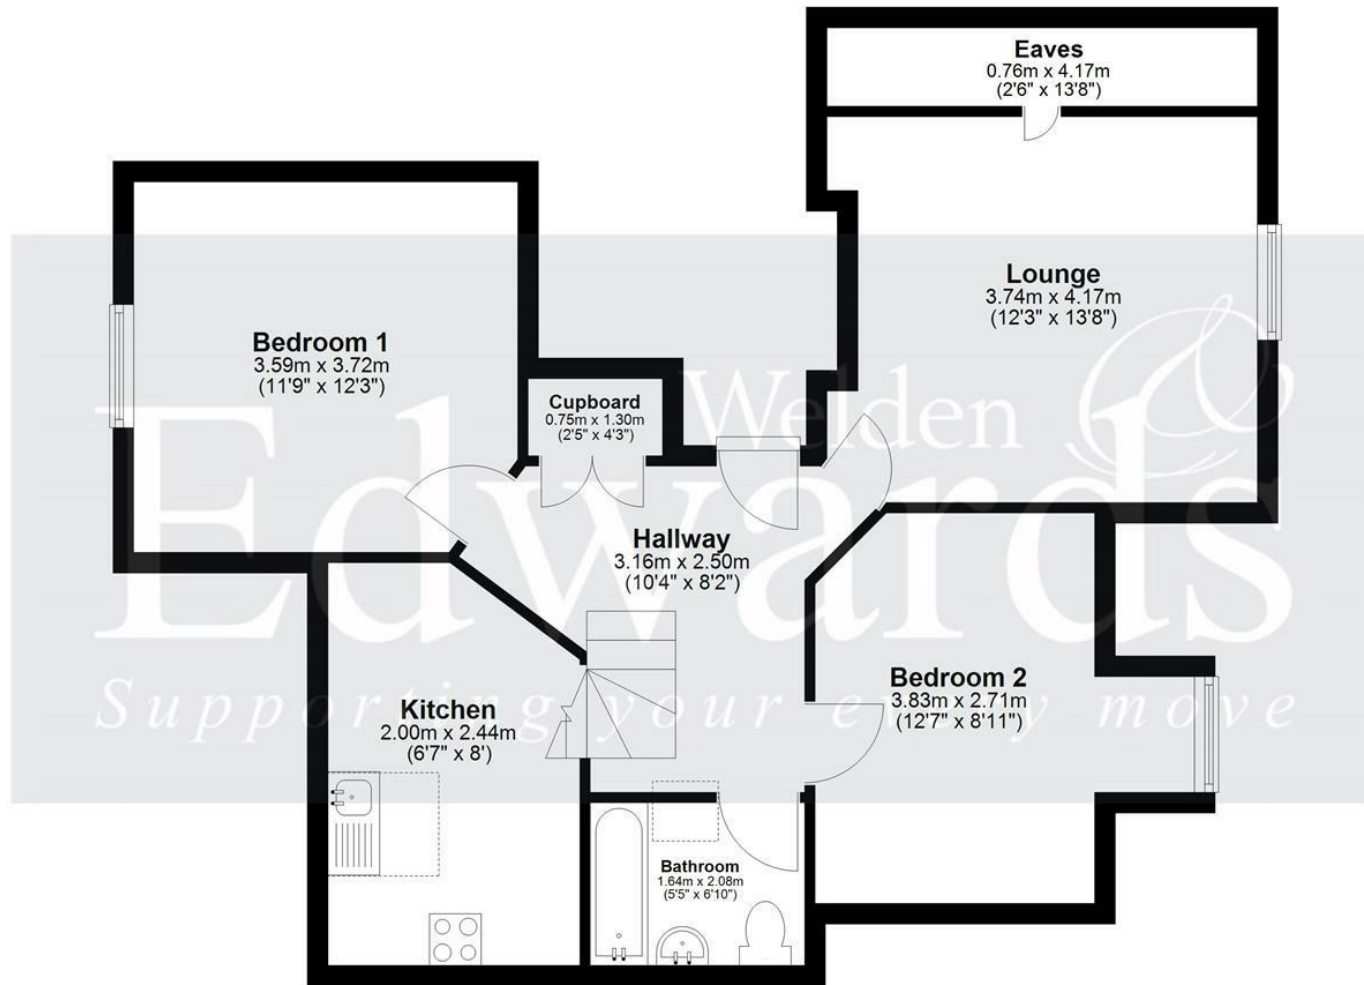 Eaves
0.76m x 4.17m
(2'6" x 13'8")
Lounge
3.74m x 4.17m
(12'3" x 13'8")
Bedroom 1
3.59m x 3.72m
(11'9" x 12'3")
Cupboard
0.75m x 1.30m
(2'5" x 4'3")
Hallway
3.16m x 2.50m
(10'4" x 8'2")
Bedroom 2
3.83m x 2.71m
(12'7" x 8'11")
Kitchen
2.00m x 2.44m
(6'7" x 8')
Bathroom
1.64m x 2.08m
(5'5" x 6'10")
Welden &
Edwards
Supporting your every move